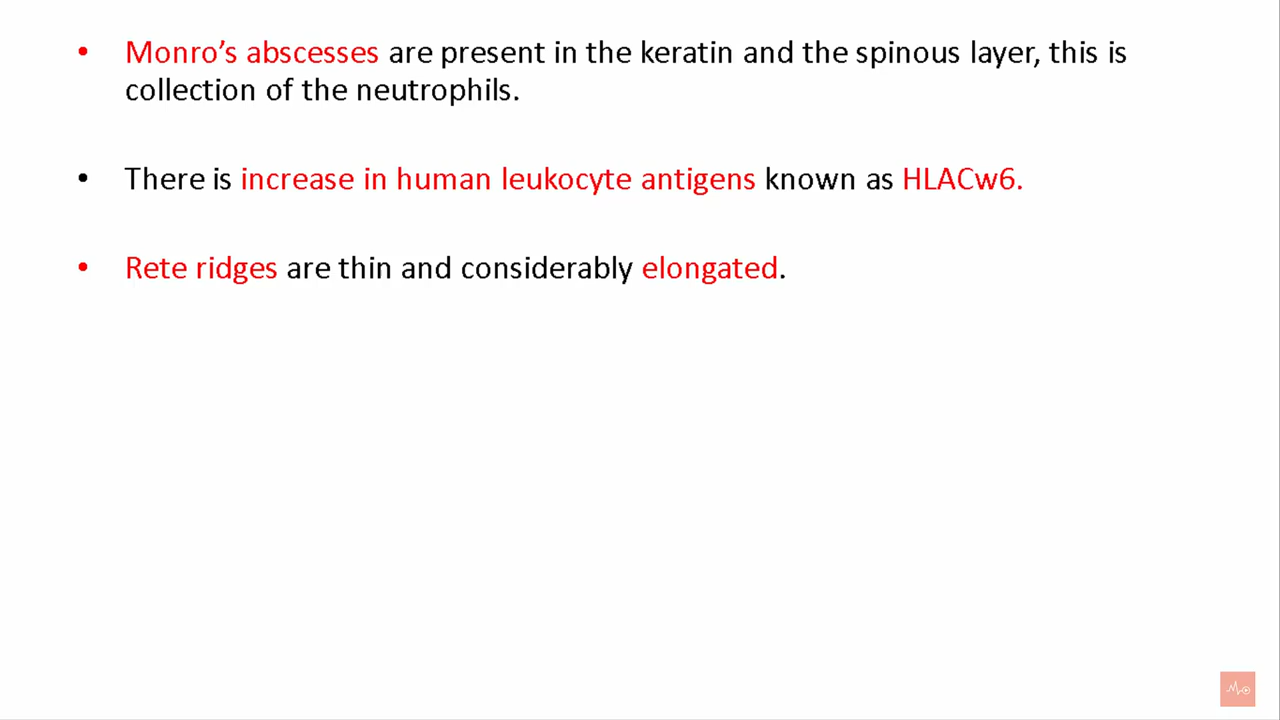 • Monro’s abscesses are present in the keratin and the spinous layer, this is
collection of the neutrophils.
• There is increase in human leukocyte antigens known as HLACw6.
• Rete ridges are thin and considerably elongated.